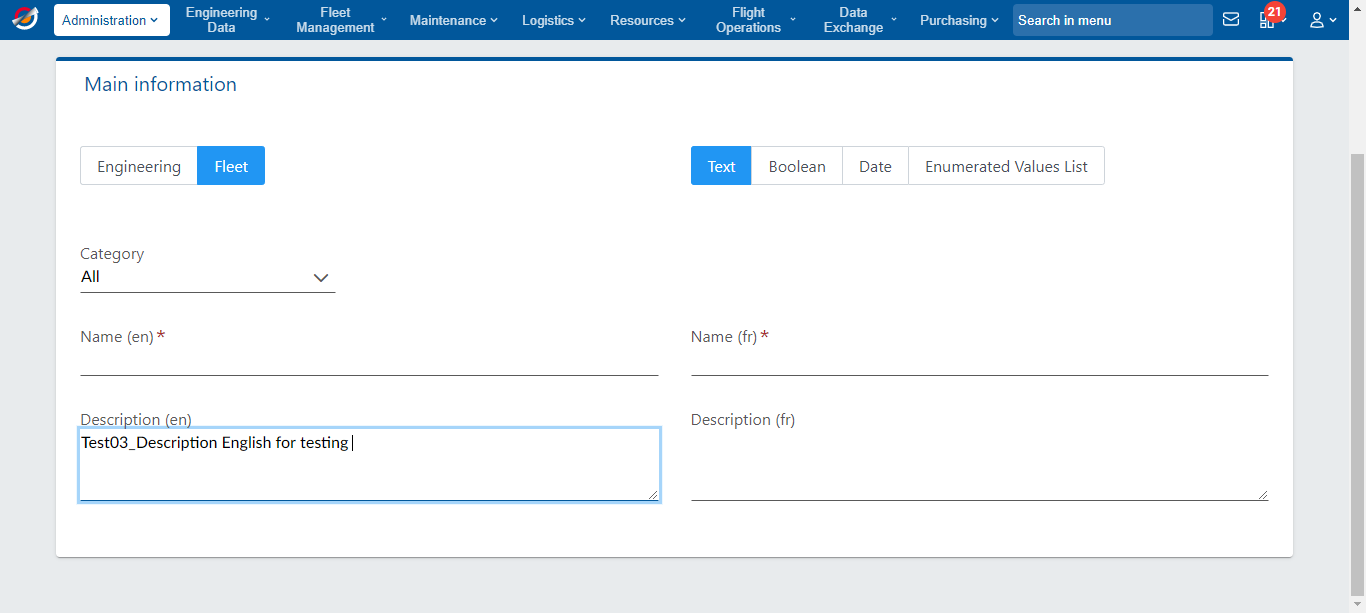 Administration
Engineering Data
Fleet Management
Maintenance
Logistics
Resources
Flight Operations
Data Exchange
Purchasing
Search in menu
21
Main information
Engineering Fleet
Text Boolean Date Enumerated Values List
Category
All
Name (en) *
Name (fr) *
Description (en)
Test03_Description English for testing
Description (fr)